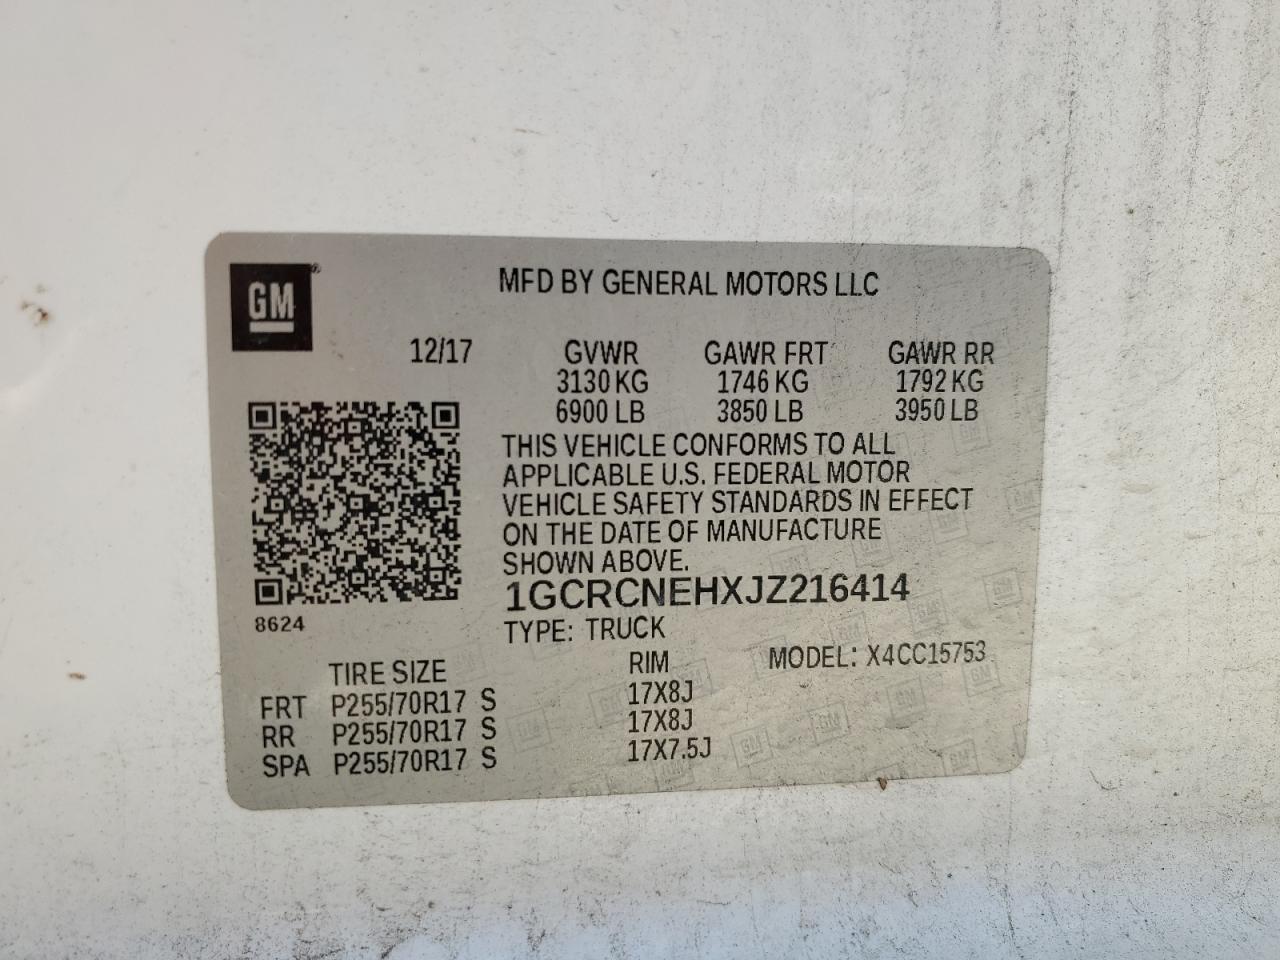 GM
MFD BY GENERAL MOTORS LLC
12/17 GVWR GAWR FRT GAWR RR
3130 KG 1746 KG 1792 KG
6900 LB 3850 LB 3950 LB
THIS VEHICLE CONFORMS TO ALL
APPLICABLE U.S. FEDERAL MOTOR
VEHICLE SAFETY STANDARDS IN EFFECT
ON THE DATE OF MANUFACTURE
SHOWN ABOVE.
1GCRCNEHXJZ216414
8624
TYPE: TRUCK
TIRE SIZE RIM MODEL: X4CC15753
FRT P255/70R17 S 17X8J
RR P255/70R17 S 17X8J
SPA P255/70R17 S 17X7.5J